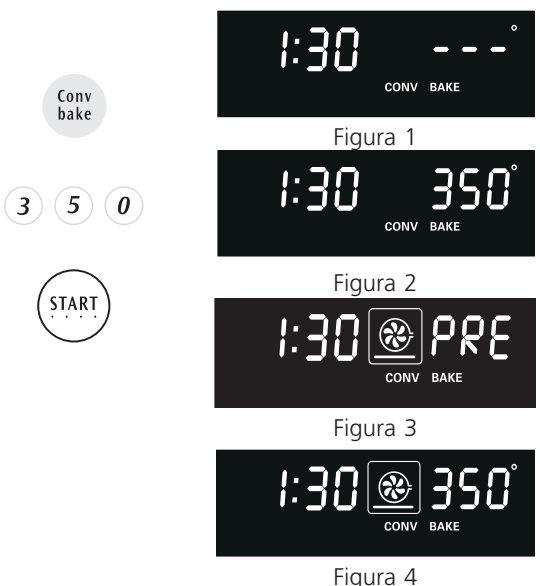 1:30 - - -°
CONV BAKE
Conv
bake
Figura 1
3 5 0
1:30 350°
CONV BAKE
Figura 2
START
1:30 PRE
CONV BAKE
Figura 3
1:30 350°
CONV BAKE
Figura 4